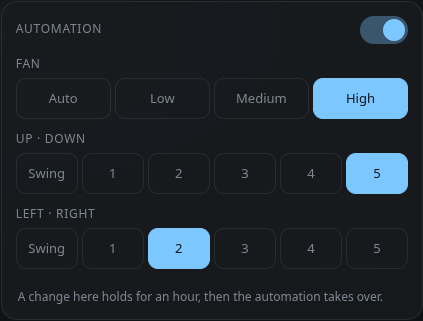 AUTOMATION
FAN
Auto Low Medium High
UP · DOWN
Swing 1 2 3 4 5
LEFT · RIGHT
Swing 1 2 3 4 5
A change here holds for an hour, then the automation takes over.